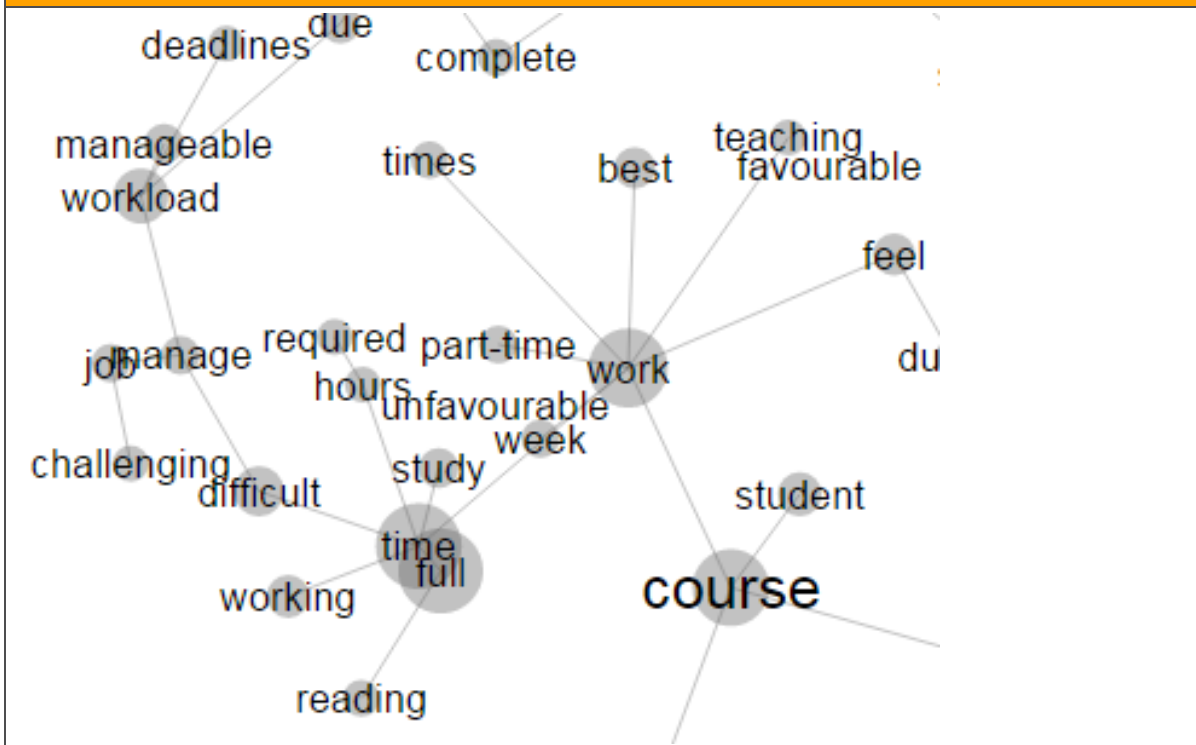 due
deadlines
complete
teaching
manageable
times
best
favourable
workload
feel
required
part-time
manage
job
du
work
hours
unfavourable
week
challenging
study
difficult
student
time
full
course
working
reading